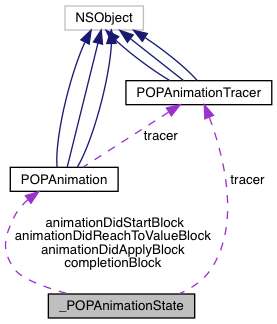 NSObject
POPAnimationTracer
tracer
POPAnimation
tracer
animationDidStartBlock
animationDidReachToValueBlock
animationDidApplyBlock
completionBlock
_POPAnimationState